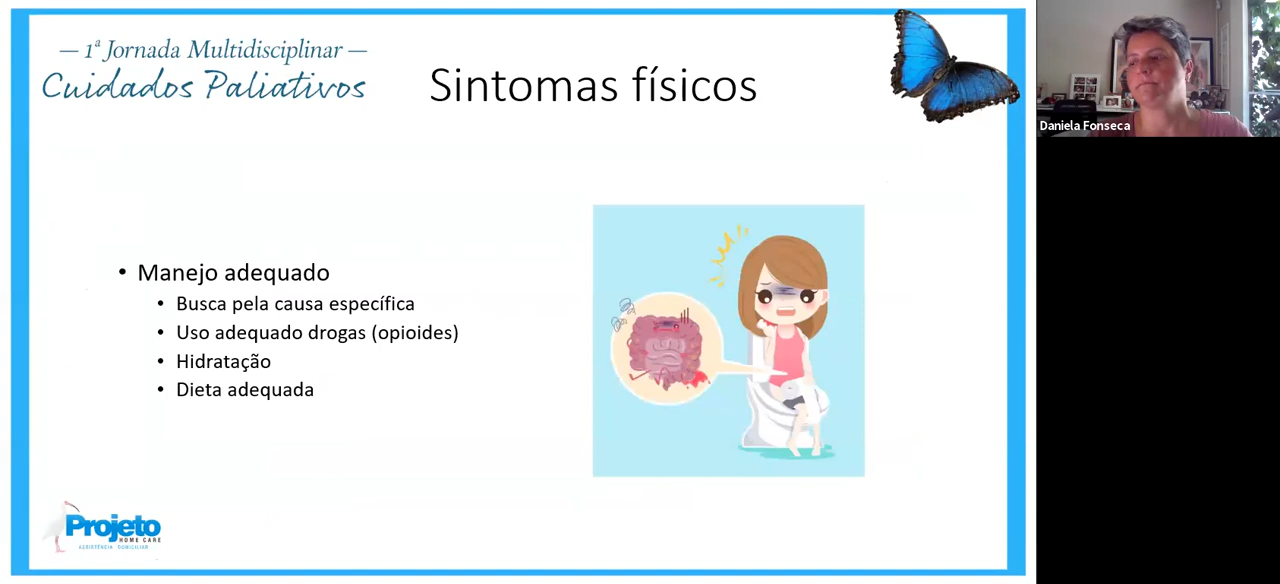 — 1ª Jornada Multidisciplinar —
Cuidados Paliativos
Sintomas físicos
Daniela Fonseca
• Manejo adequado
• Busca pela causa específica
• Uso adequado drogas (opioides)
• Hidratação
• Dieta adequada
Projeto
HOME CARE
ASSISTÊNCIA DOMICILIAR